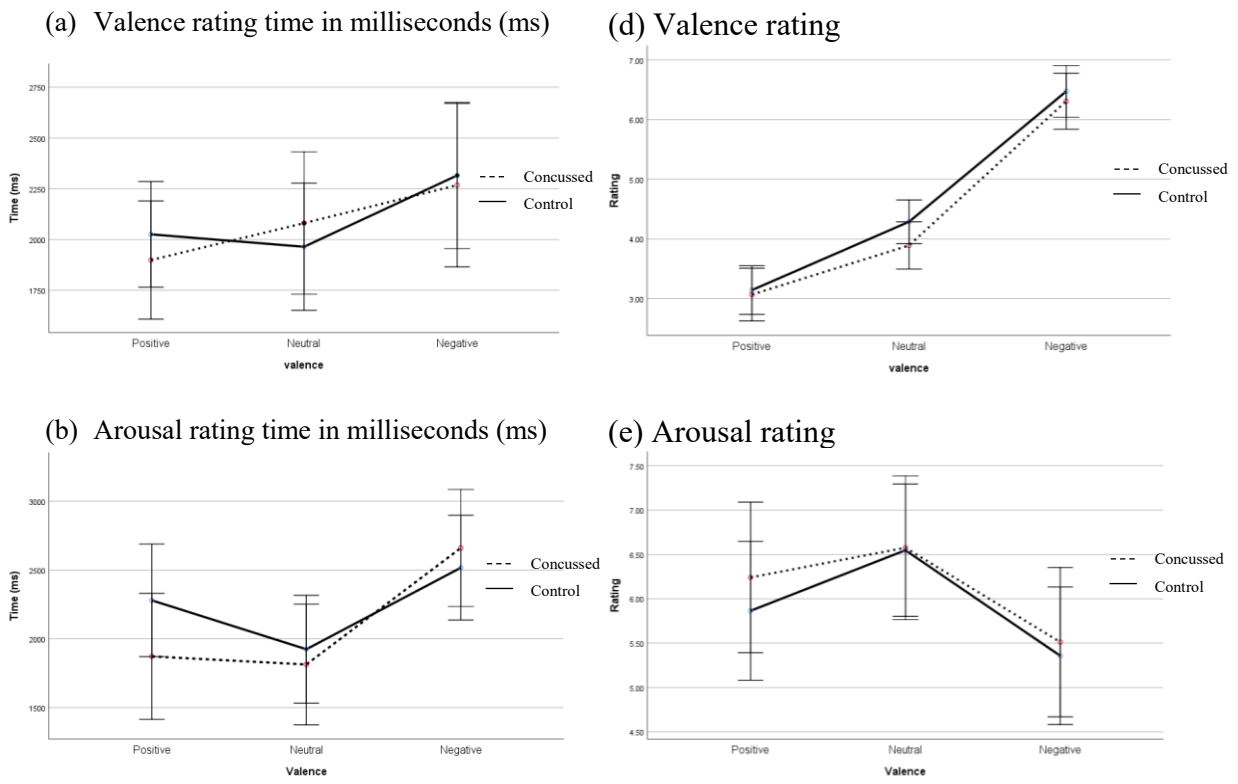 (a) Valence rating time in milliseconds (ms)
2750
2500
2250
2000
1750
Time (ms)
Positive
Neutral
Negative
valence
Concussed
Control
(d) Valence rating
7.00
6.00
5.00
4.00
3.00
Rating
Positive
Neutral
Negative
valence
Concussed
Control
(b) Arousal rating time in milliseconds (ms)
3000
2500
2000
1500
Time (ms)
Positive
Neutral
Negative
Valence
Concussed
Control
(e) Arousal rating
7.50
7.00
6.50
6.00
5.50
5.00
4.50
Rating
Positive
Neutral
Negative
Valence
Concussed
Control